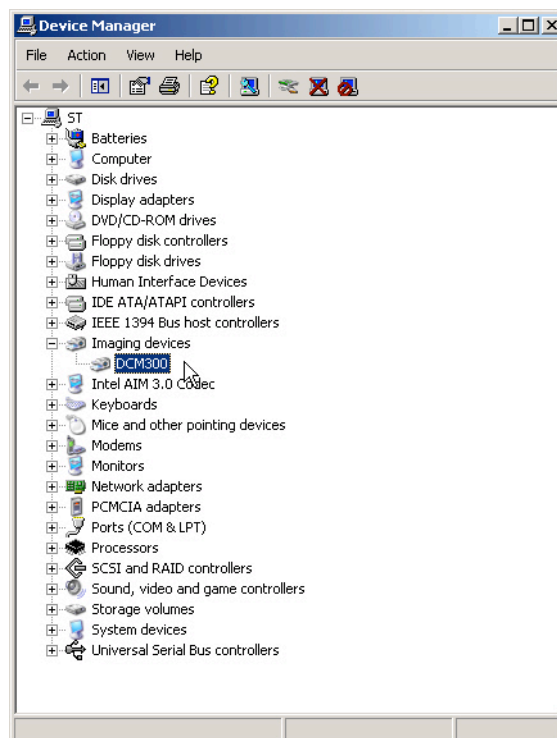 Device Manager
File Action View Help
ST
Batteries
Computer
Disk drives
Display adapters
DVD/CD-ROM drives
Floppy disk controllers
Floppy disk drives
Human Interface Devices
IDE ATA/ATAPI controllers
IEEE 1394 Bus host controllers
Imaging devices
DCM300
Intel AIM 3.0 Codec
Keyboards
Mice and other pointing devices
Modems
Monitors
Network adapters
PCMCIA adapters
Ports (COM & LPT)
Processors
SCSI and RAID controllers
Sound, video and game controllers
Storage volumes
System devices
Universal Serial Bus controllers